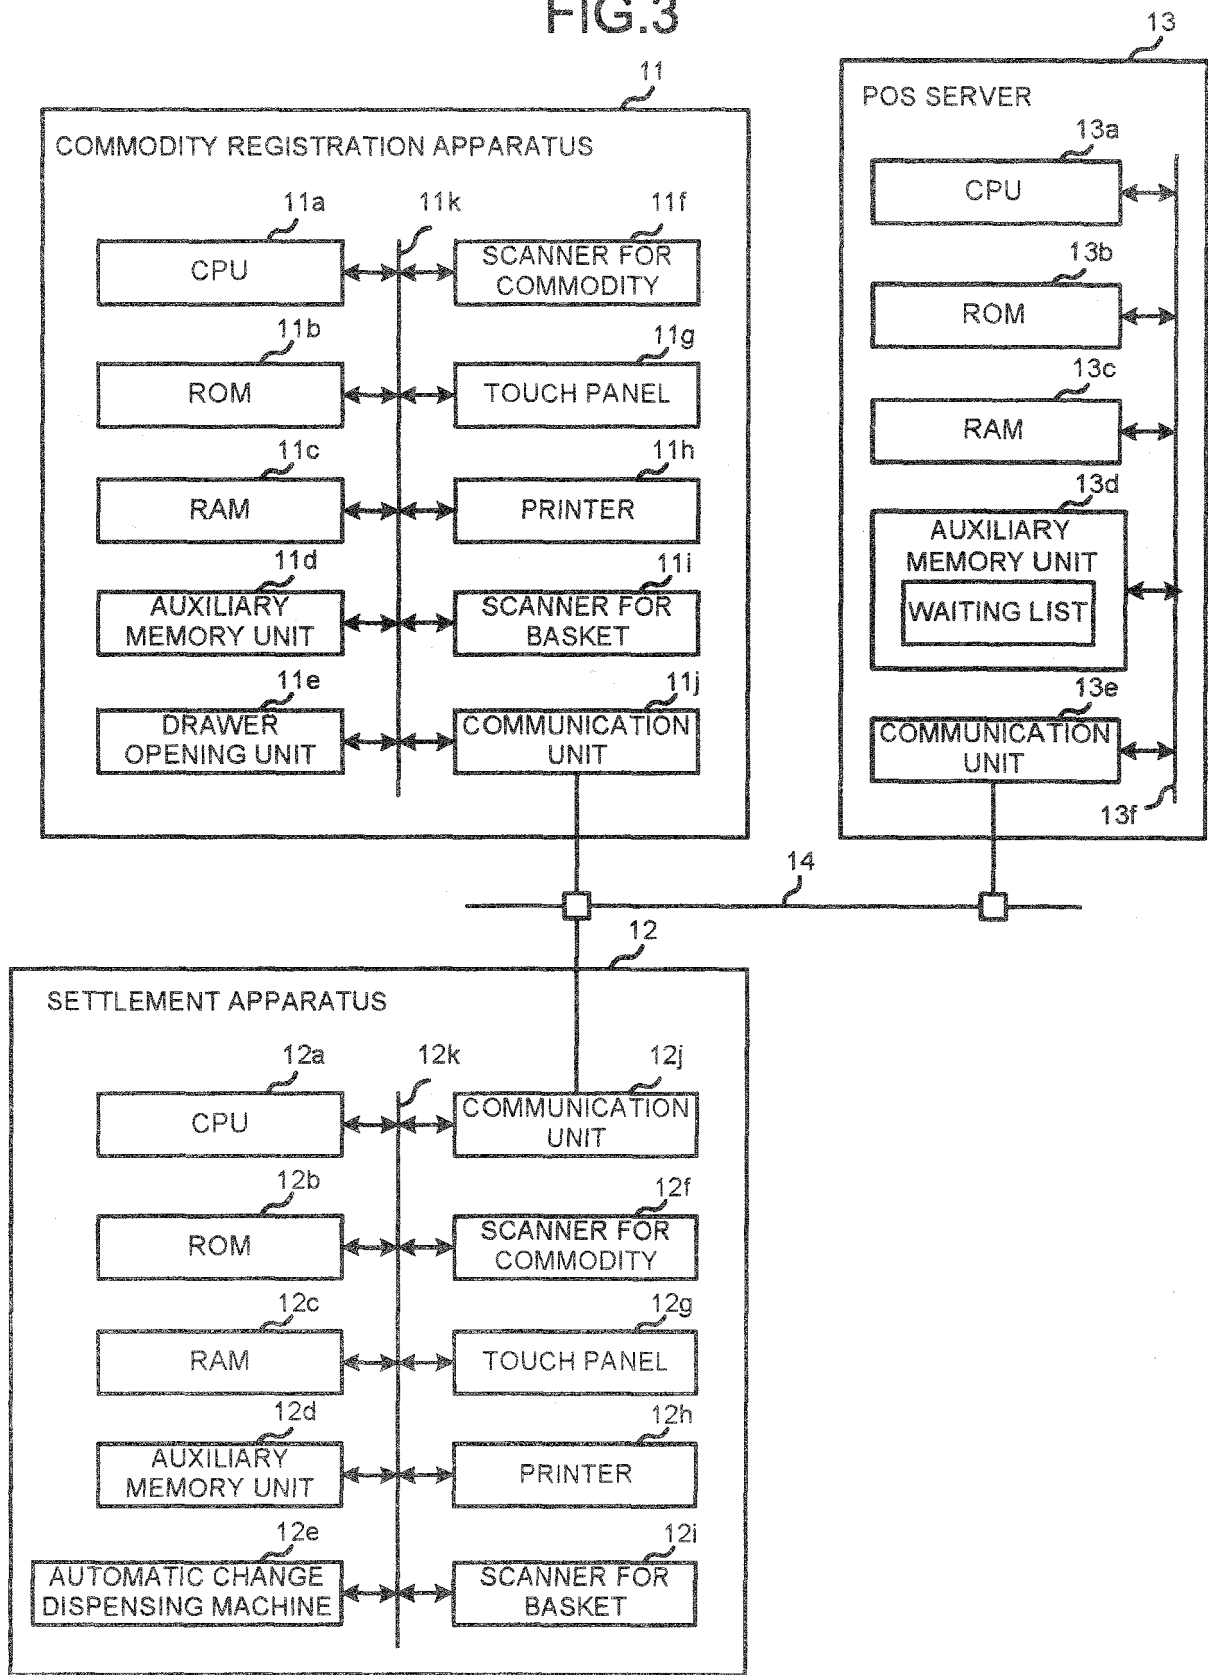 FIG.3
11
COMMODITY REGISTRATION APPARATUS
11a
CPU
11k
11f
SCANNER FOR
COMMODITY
11b
ROM
11g
TOUCH PANEL
11c
RAM
11h
PRINTER
11d
AUXILIARY
MEMORY UNIT
11i
SCANNER FOR
BASKET
11e
DRAWER
OPENING UNIT
11j
COMMUNICATION
UNIT
13
POS SERVER
13a
CPU
13b
ROM
13c
RAM
13d
AUXILIARY
MEMORY UNIT
WAITING LIST
13e
COMMUNICATION
UNIT
13f
14
12
SETTLEMENT APPARATUS
12a
CPU
12k
12j
COMMUNICATION
UNIT
12b
ROM
12f
SCANNER FOR
COMMODITY
12c
RAM
12g
TOUCH PANEL
12d
AUXILIARY
MEMORY UNIT
12h
PRINTER
12e
AUTOMATIC CHANGE
DISPENSING MACHINE
12i
SCANNER FOR
BASKET